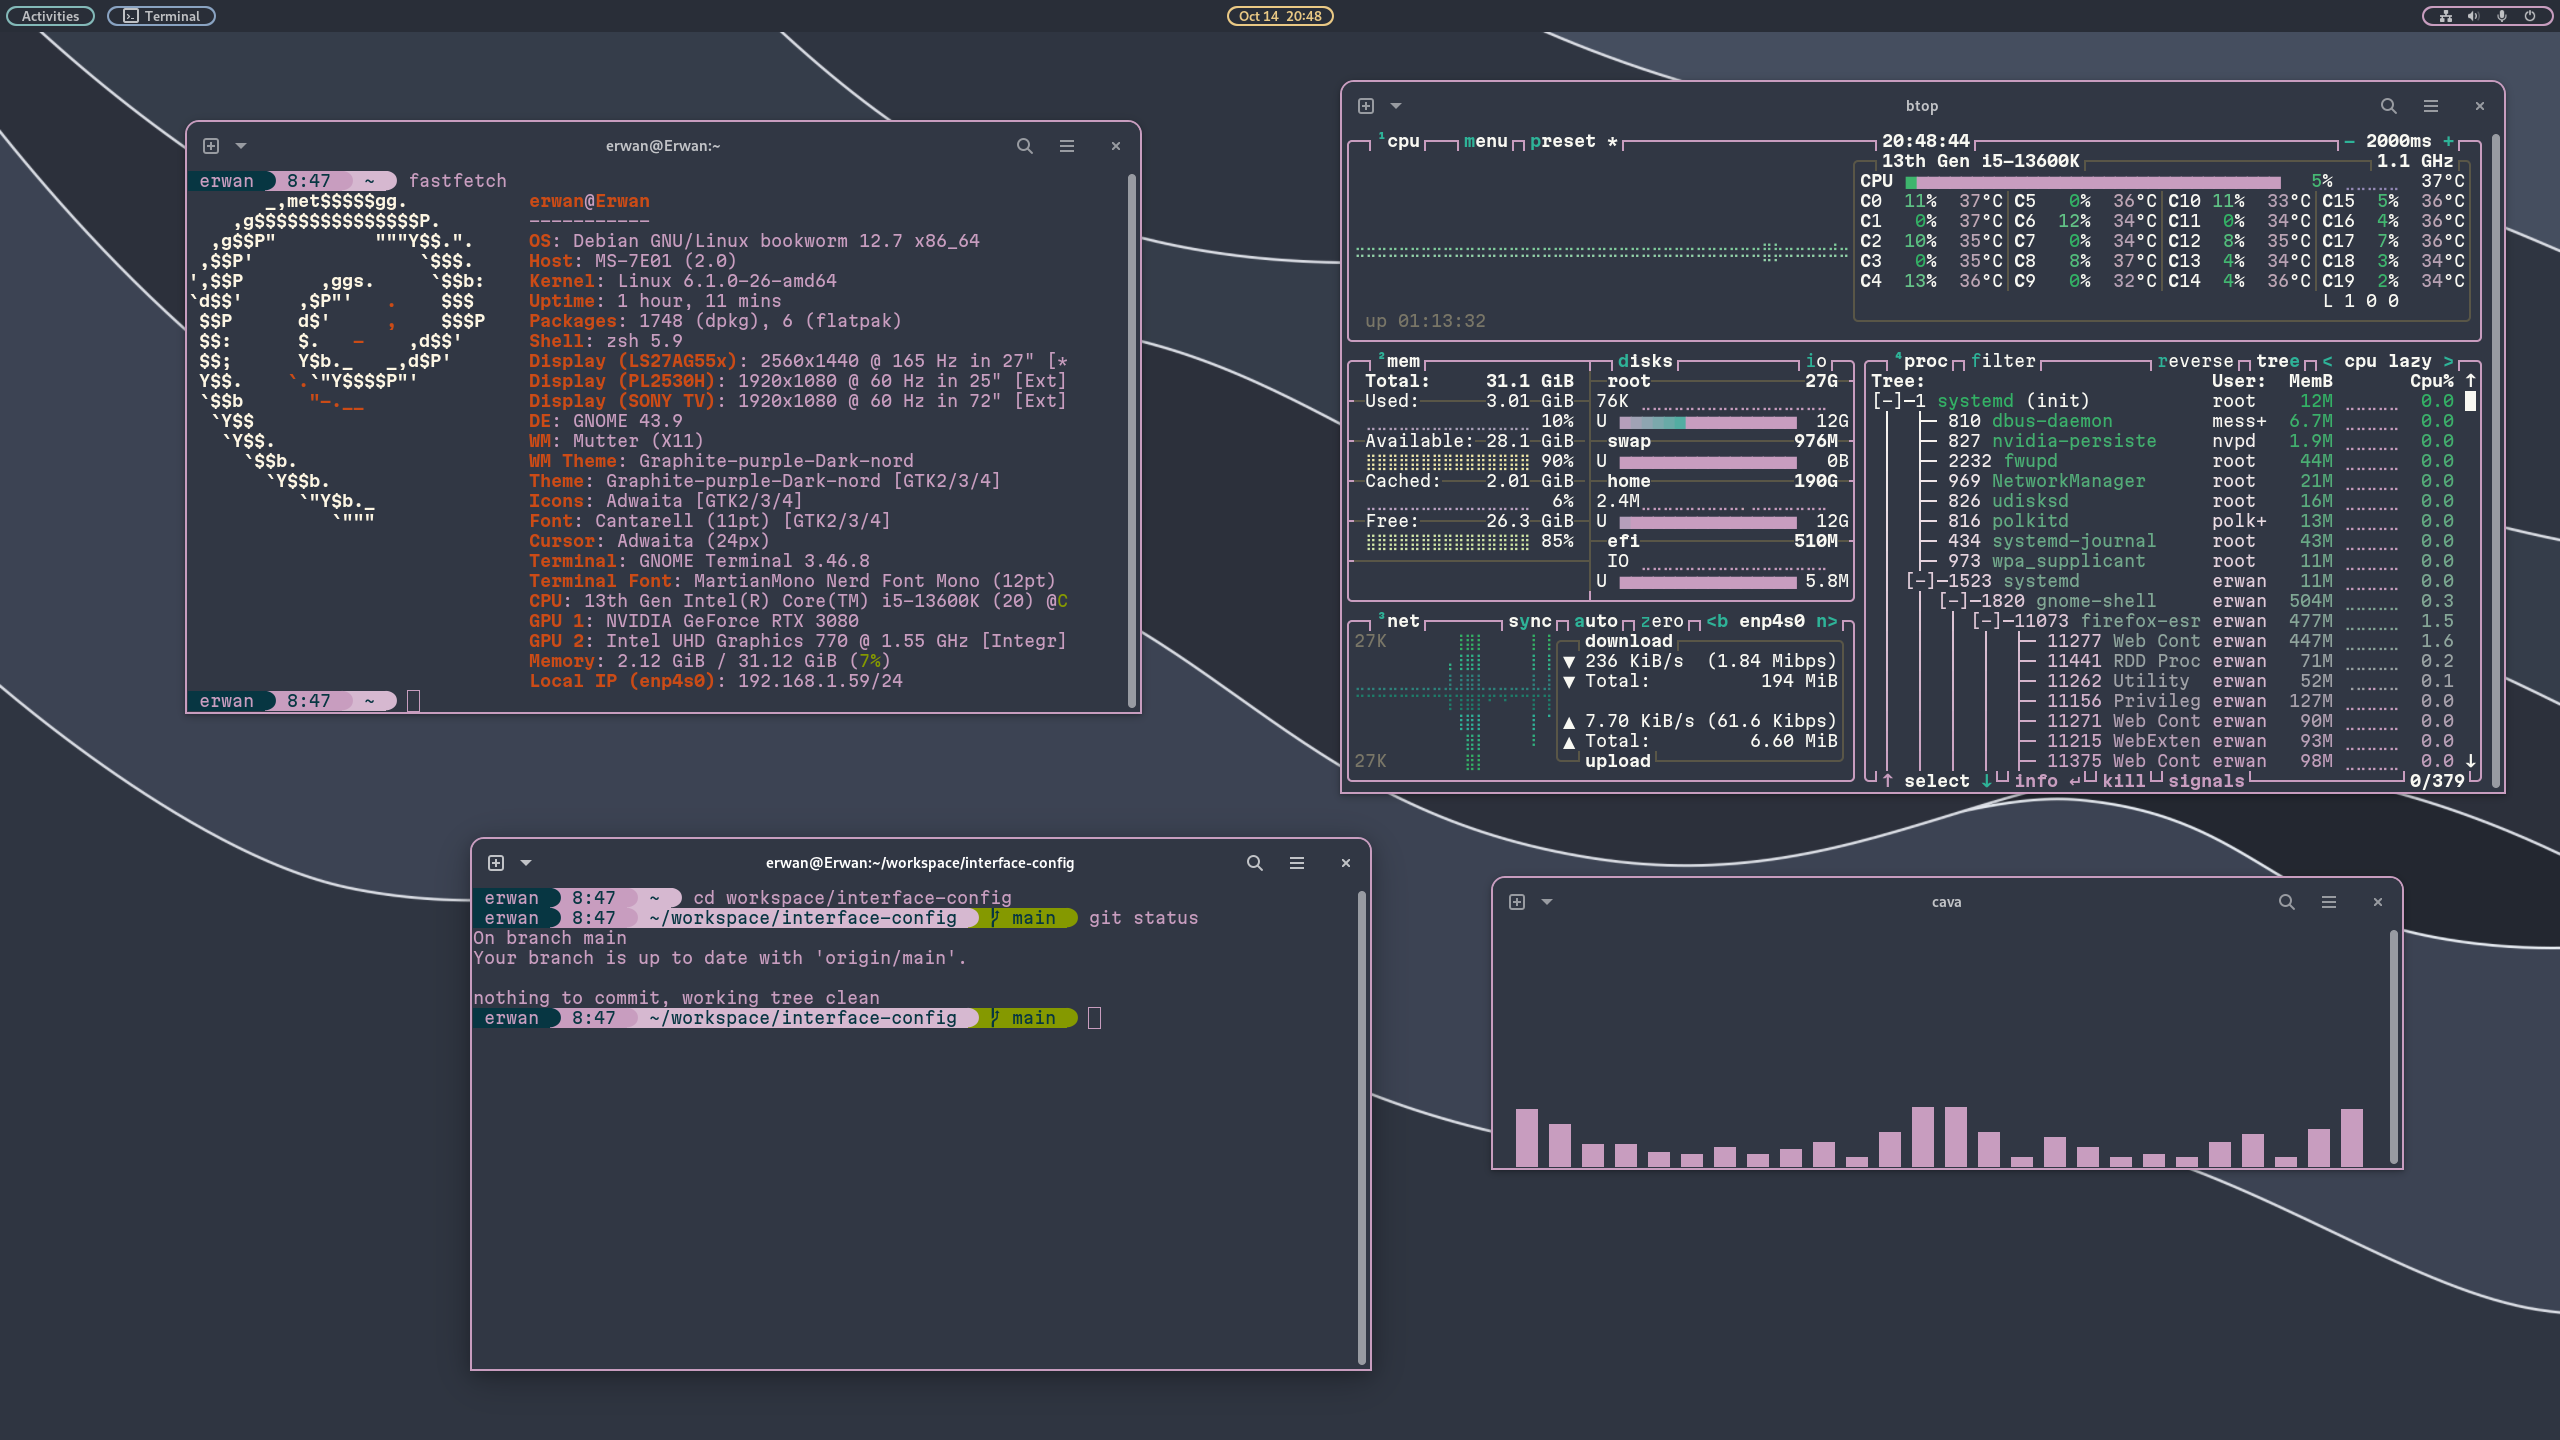 Activities
Terminal
Oct 14 20:48
erwan@Erwan:~
erwan 8:47 ~ fastfetch
_,met$$$$$gg.
,g$$$$$$$$$$$$$$$P.
,g$$P" """Y$$.".
,$$P' `$$$.
',$$P ,ggs. `$$b:
`d$$' ,$P"' . $$$
$$P d$' , $$$P
$$: $. - ,d$$'
$$; Y$b._ _,d$P'
Y$$. `.`"Y$$$$P"'
`$$b "-.__
`Y$$
`Y$$.
`$$b.
`Y$$b.
`"Y$b._
`"""
erwan@Erwan
-----------
OS: Debian GNU/Linux bookworm 12.7 x86_64
Host: MS-7E01 (2.0)
Kernel: Linux 6.1.0-26-amd64
Uptime: 1 hour, 11 mins
Packages: 1748 (dpkg), 6 (flatpak)
Shell: zsh 5.9
Display (LS27AG55x): 2560x1440 @ 165 Hz in 27" [*
Display (PL2530H): 1920x1080 @ 60 Hz in 25" [Ext]
Display (SONY TV): 1920x1080 @ 60 Hz in 72" [Ext]
DE: GNOME 43.9
WM: Mutter (X11)
WM Theme: Graphite-purple-Dark-nord
Theme: Graphite-purple-Dark-nord [GTK2/3/4]
Icons: Adwaita [GTK2/3/4]
Font: Cantarell (11pt) [GTK2/3/4]
Cursor: Adwaita (24px)
Terminal: GNOME Terminal 3.46.8
Terminal Font: MartianMono Nerd Font Mono (12pt)
CPU: 13th Gen Intel(R) Core(TM) i5-13600K (20) @C
GPU 1: NVIDIA GeForce RTX 3080
GPU 2: Intel UHD Graphics 770 @ 1.55 GHz [Integr]
Memory: 2.12 GiB / 31.12 GiB (7%)
Local IP (enp4s0): 192.168.1.59/24
erwan 8:47 ~
btop
¹cpu menu preset * 20:48:44 - 2000ms +
13th Gen i5-13600K 1.1 GHz
CPU 5% 37°C
C0 11% 37°C C5 0% 36°C C10 11% 33°C C15 5% 36°C
C1 0% 37°C C6 12% 34°C C11 0% 34°C C16 4% 36°C
C2 10% 35°C C7 0% 34°C C12 8% 35°C C17 7% 36°C
C3 0% 35°C C8 8% 37°C C13 4% 34°C C18 3% 34°C
C4 13% 36°C C9 0% 32°C C14 4% 36°C C19 2% 34°C
L 1 0 0
up 01:13:32
²mem
Total: 31.1 GiB
Used: 3.01 GiB
10%
Available: 28.1 GiB
90%
Cached: 2.01 GiB
6%
Free: 26.3 GiB
85%
disks io
root 27G
76K
U 12G
swap 976M
U 0B
home 190G
2.4M
U 12G
efi 510M
IO
U 5.8M
³net sync auto zero <b enp4s0 n>
27K
27K
download
▼ 236 KiB/s (1.84 Mibps)
▼ Total: 194 MiB
▲ 7.70 KiB/s (61.6 Kibps)
▲ Total: 6.60 MiB
upload
⁴proc filter reverse tree < cpu lazy >
Tree: User: MemB Cpu% ↑
[-]─1 systemd (init) root 12M 0.0
├─ 810 dbus-daemon mess+ 6.7M 0.0
├─ 827 nvidia-persiste nvpd 1.9M 0.0
├─ 2232 fwupd root 44M 0.0
├─ 969 NetworkManager root 21M 0.0
├─ 826 udisksd root 16M 0.0
├─ 816 polkitd polk+ 13M 0.0
├─ 434 systemd-journal root 43M 0.0
├─ 973 wpa_supplicant root 11M 0.0
[-]─1523 systemd erwan 11M 0.0
[-]─1820 gnome-shell erwan 504M 0.3
[-]─11073 firefox-esr erwan 477M 1.5
├─ 11277 Web Cont erwan 447M 1.6
├─ 11441 RDD Proc erwan 71M 0.2
├─ 11262 Utility erwan 52M 0.1
├─ 11156 Privileg erwan 127M 0.0
├─ 11271 Web Cont erwan 90M 0.0
├─ 11215 WebExten erwan 93M 0.0
├─ 11375 Web Cont erwan 98M 0.0 ↓
↑ select ↓ info ↵ kill signals 0/379
erwan@Erwan:~/workspace/interface-config
erwan 8:47 ~ cd workspace/interface-config
erwan 8:47 ~/workspace/interface-config main git status
On branch main
Your branch is up to date with 'origin/main'.
nothing to commit, working tree clean
erwan 8:47 ~/workspace/interface-config main
cava